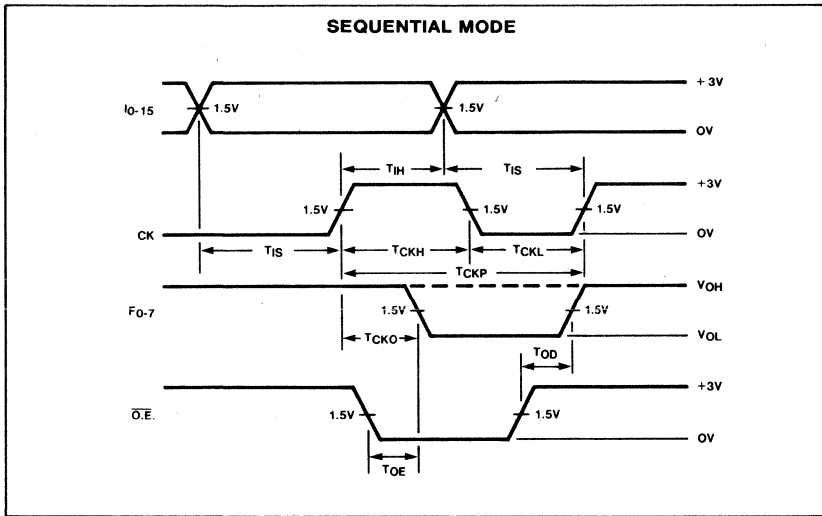 SEQUENTIAL MODE
+3V
I0-15
1.5V
1.5V
0V
TIH
TIS
+3V
1.5V
1.5V
1.5V
CK
0V
TIS
TCKH
TCKL
TCKP
VOH
F0-7
1.5V
1.5V
VOL
TCKO
TOD
+3V
O.E.
1.5V
1.5V
0V
TOE